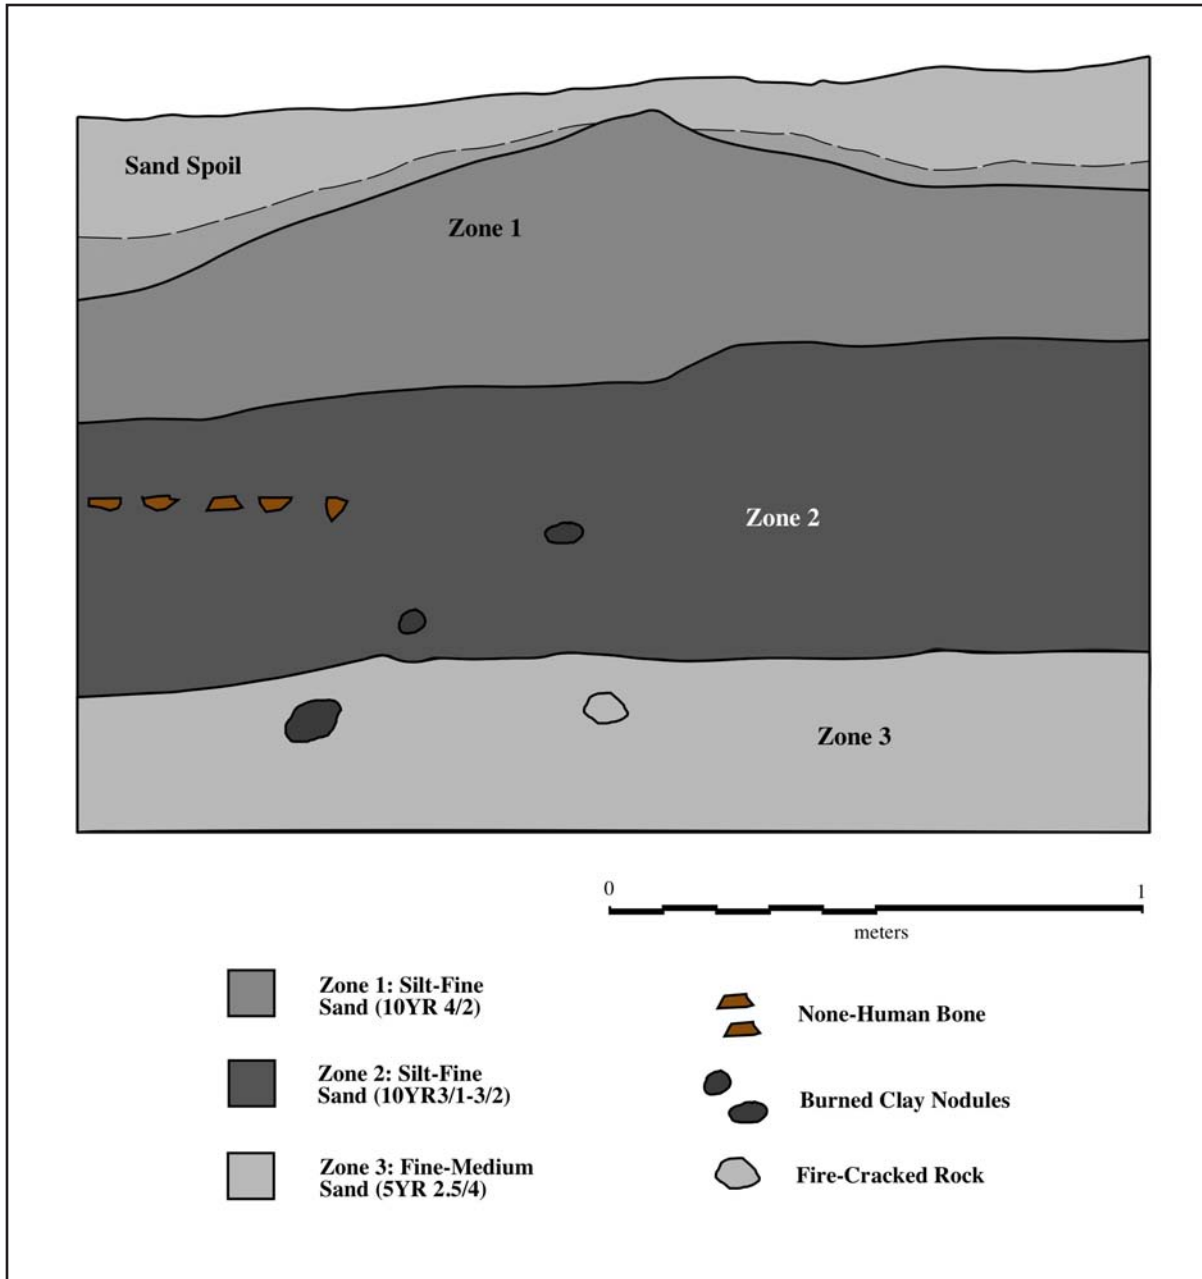 Sand Spoil
Zone 1
Zone 2
Zone 3
0 1
meters
Zone 1: Silt-Fine
Sand (10YR 4/2)
Zone 2: Silt-Fine
Sand (10YR3/1-3/2)
Zone 3: Fine-Medium
Sand (5YR 2.5/4)
None-Human Bone
Burned Clay Nodules
Fire-Cracked Rock